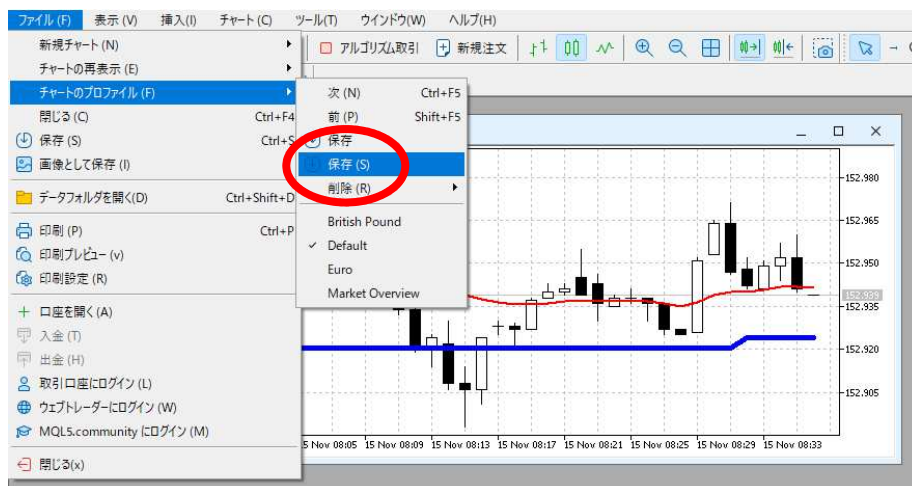 ファイル(F) 表示(V) 挿入(I) チャート(C) ツール(T) ウインドウ(W) ヘルプ(H)
アルゴリズム取引 新規注文
新規チャート(N)
チャートの再表示(E)
チャートのプロファイル(F)
閉じる(C) Ctrl+F4
保存(S) Ctrl+S
画像として保存(I)
データフォルダを開く(D) Ctrl+Shift+D
印刷(P) Ctrl+P
印刷プレビュー(v)
印刷設定(R)
口座を開く(A)
入金(T)
出金(H)
取引口座にログイン(L)
ウェブトレーダーにログイン(W)
MQL5.community にログイン(M)
閉じる(x)
次(N) Ctrl+F5
前(P) Shift+F5
保存
保存(S)
削除(R)
British Pound
Default
Euro
Market Overview
152.980
152.965
152.950
152.939
152.935
152.920
152.905
5 Nov 08:05 15 Nov 08:09 15 Nov 08:13 15 Nov 08:17 15 Nov 08:21 15 Nov 08:25 15 Nov 08:29 15 Nov 08:33